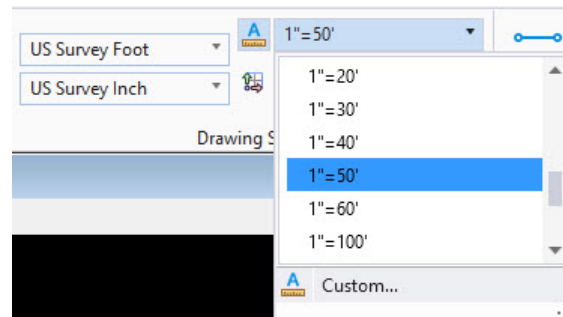 US Survey Foot
US Survey Inch
Drawing S
A
1"=50'
1"=20'
1"=30'
1"=40'
1"=50'
1"=60'
1"=100'
A Custom...